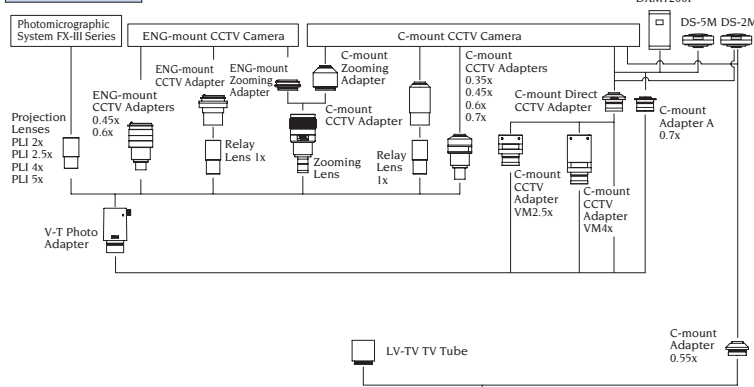 DXM1200F
DS-5M DS-2M
Photomicrographic
System FX-III Series
ENG-mount CCTV Camera
C-mount CCTV Camera
ENG-mount
CCTV Adapters
0.45x
0.6x
ENG-mount
CCTV Adapter
ENG-mount
Zooming
Adapter
C-mount
Zooming
Adapter
C-mount
CCTV Adapter
C-mount
CCTV Adapters
0.35x
0.45x
0.6x
0.7x
C-mount Direct
CCTV Adapter
C-mount
Adapter A
0.7x
Projection
Lenses
PLI 2x
PLI 2.5x
PLI 4x
PLI 5x
Relay
Lens 1x
Zooming
Lens
Relay
Lens
1x
C-mount
CCTV
Adapter
VM2.5x
C-mount
CCTV
Adapter
VM4x
V-T Photo
Adapter
LV-TV TV Tube
C-mount
Adapter
0.55x